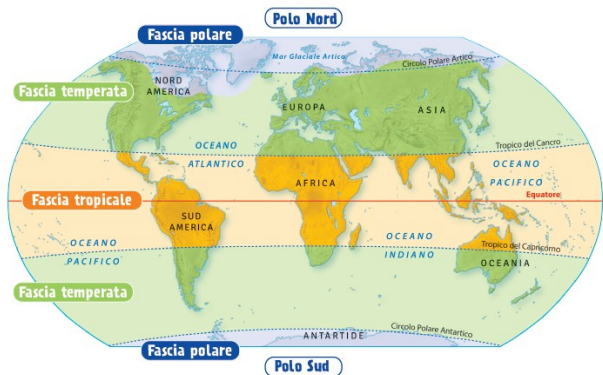 Polo Nord
Fascia polare
Mar Glaciale Artico
Circolo Polare Artico
NORD
AMERICA
Fascia temperata
EUROPA
ASIA
OCEANO
ATLANTICO
Tropico del Cancro
OCEANO
PACIFICO
AFRICA
Equatore
Fascia tropicale
SUD
AMERICA
OCEANO
PACIFICO
OCEANO
INDIANO
Tropico del Capricorno
OCEANIA
Fascia temperata
Circolo Polare Antartico
ANTARTIDE
Fascia polare
Polo Sud